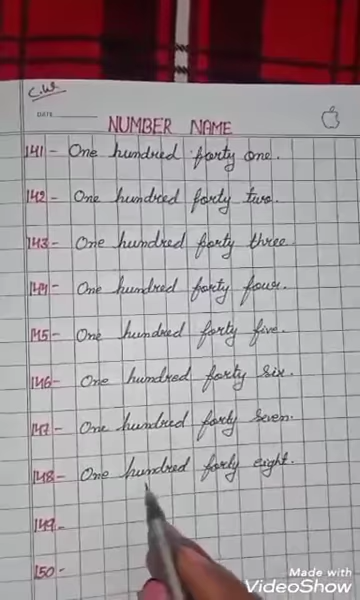 C.W.
DATE
NUMBER NAME
141 - One hundred forty one.
142 - One hundred forty two.
143 - One hundred forty three.
144 - One hundred forty four.
145 - One hundred forty five.
146 - One hundred forty six.
147 - One hundred forty seven.
148 - One hundred forty eight.
149 -
150 -
Made with
VideoShow